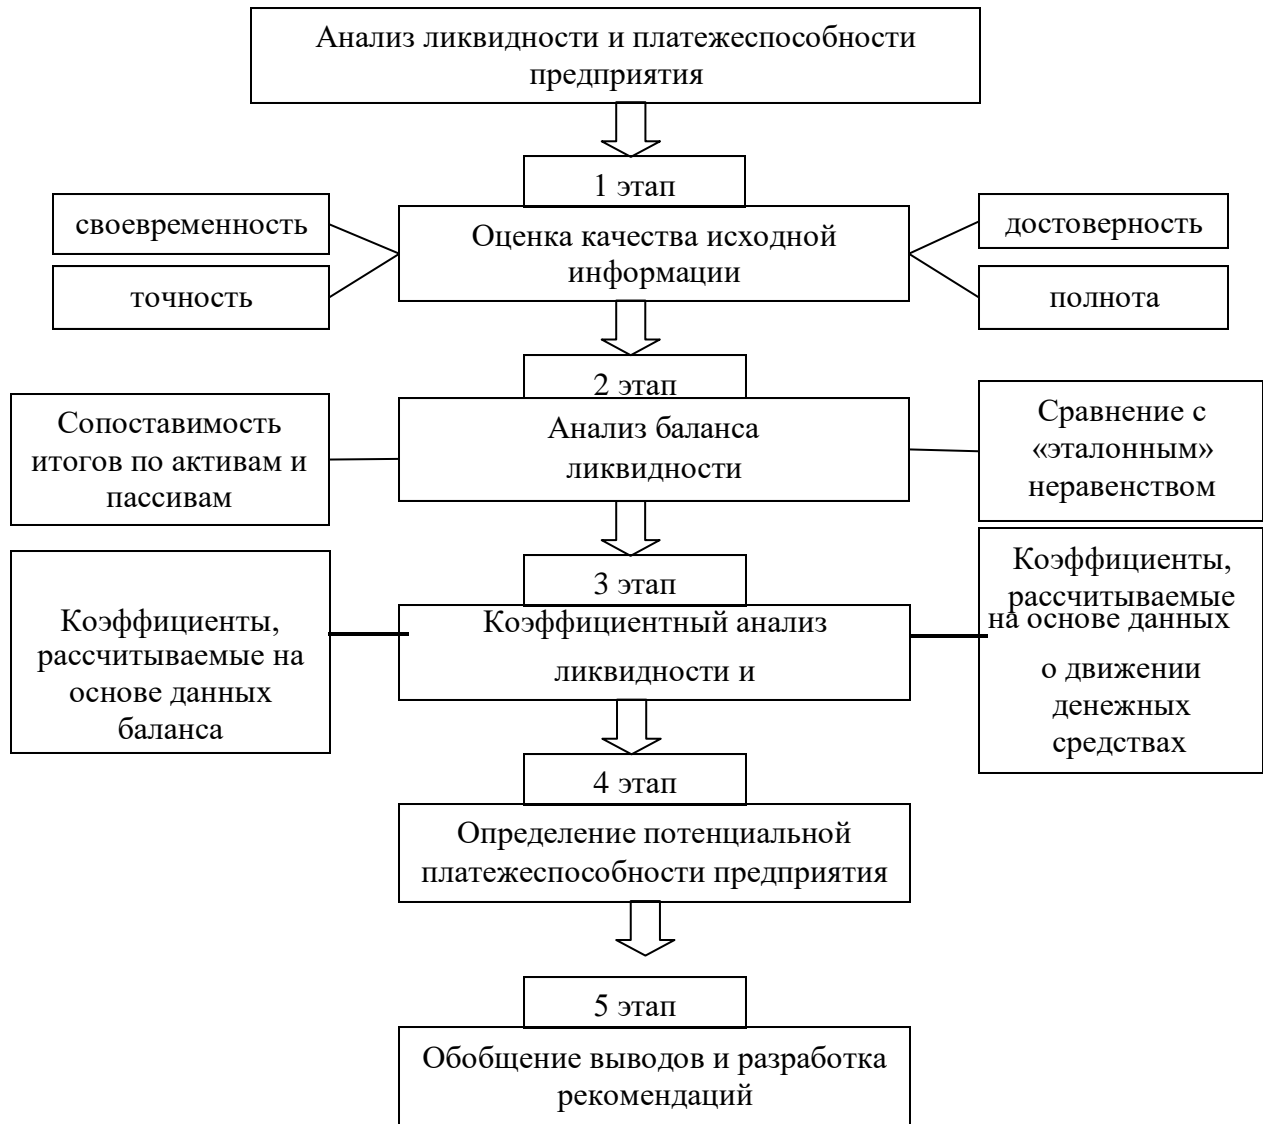 Анализ ликвидности и платежеспособности
предприятия
1 этап
своевременность
точность
Оценка качества исходной
информации
достоверность
полнота
2 этап
Сопоставимость
итогов по активам и
пассивам
Анализ баланса
ликвидности
Сравнение с
«эталонным»
неравенством
3 этап
Коэффициенты,
рассчитываемые на
основе данных
баланса
Коэффициентный анализ
ликвидности и
Коэффициенты,
рассчитываемые
на основе данных
о движении
денежных
средствах
4 этап
Определение потенциальной
платежеспособности предприятия
5 этап
Обобщение выводов и разработка
рекомендаций